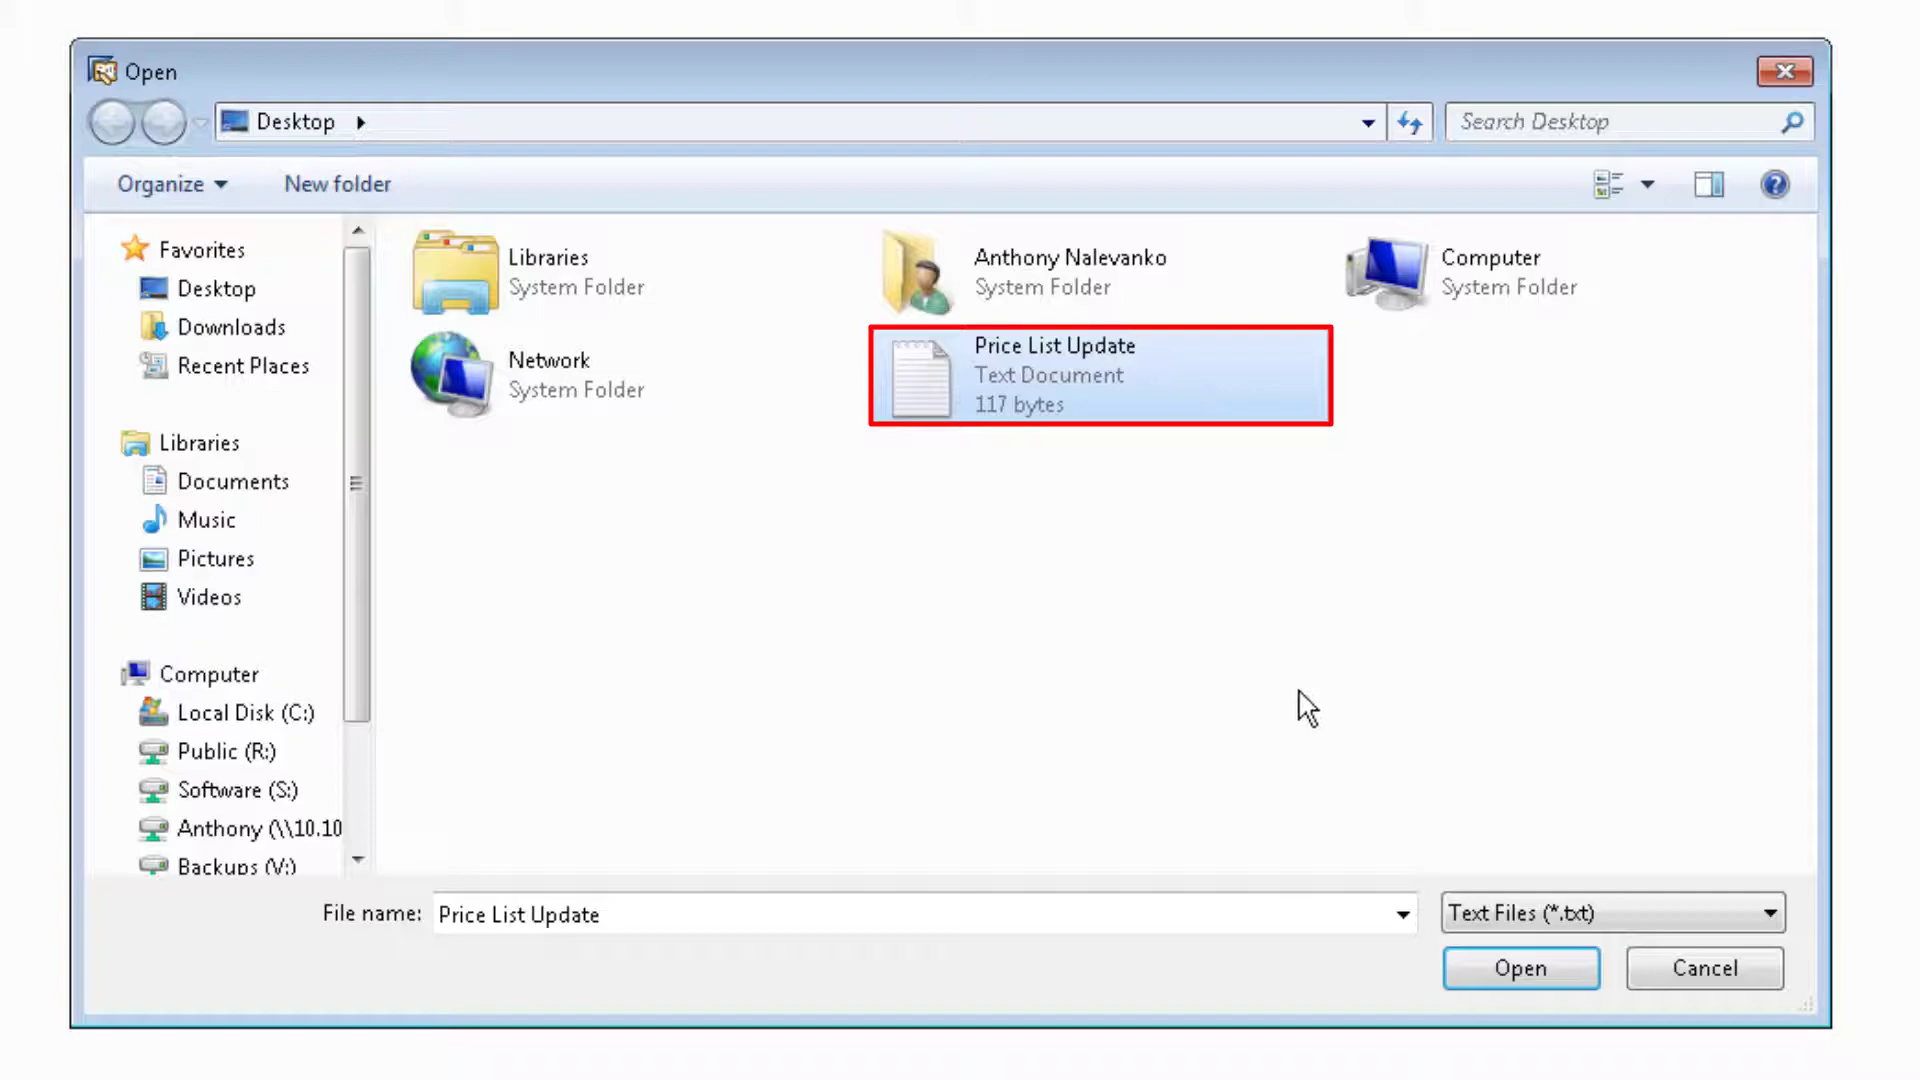 Open
Desktop
Search Desktop
Organize
New folder
Favorites
Desktop
Downloads
Recent Places
Libraries
Documents
Music
Pictures
Videos
Computer
Local Disk (C:)
Public (R:)
Software (S:)
Anthony (\\10.10
Backups (V:)
Libraries
System Folder
Anthony Nalevanko
System Folder
Computer
System Folder
Network
System Folder
Price List Update
Text Document
117 bytes
File name: Price List Update
Text Files (*.txt)
Open
Cancel